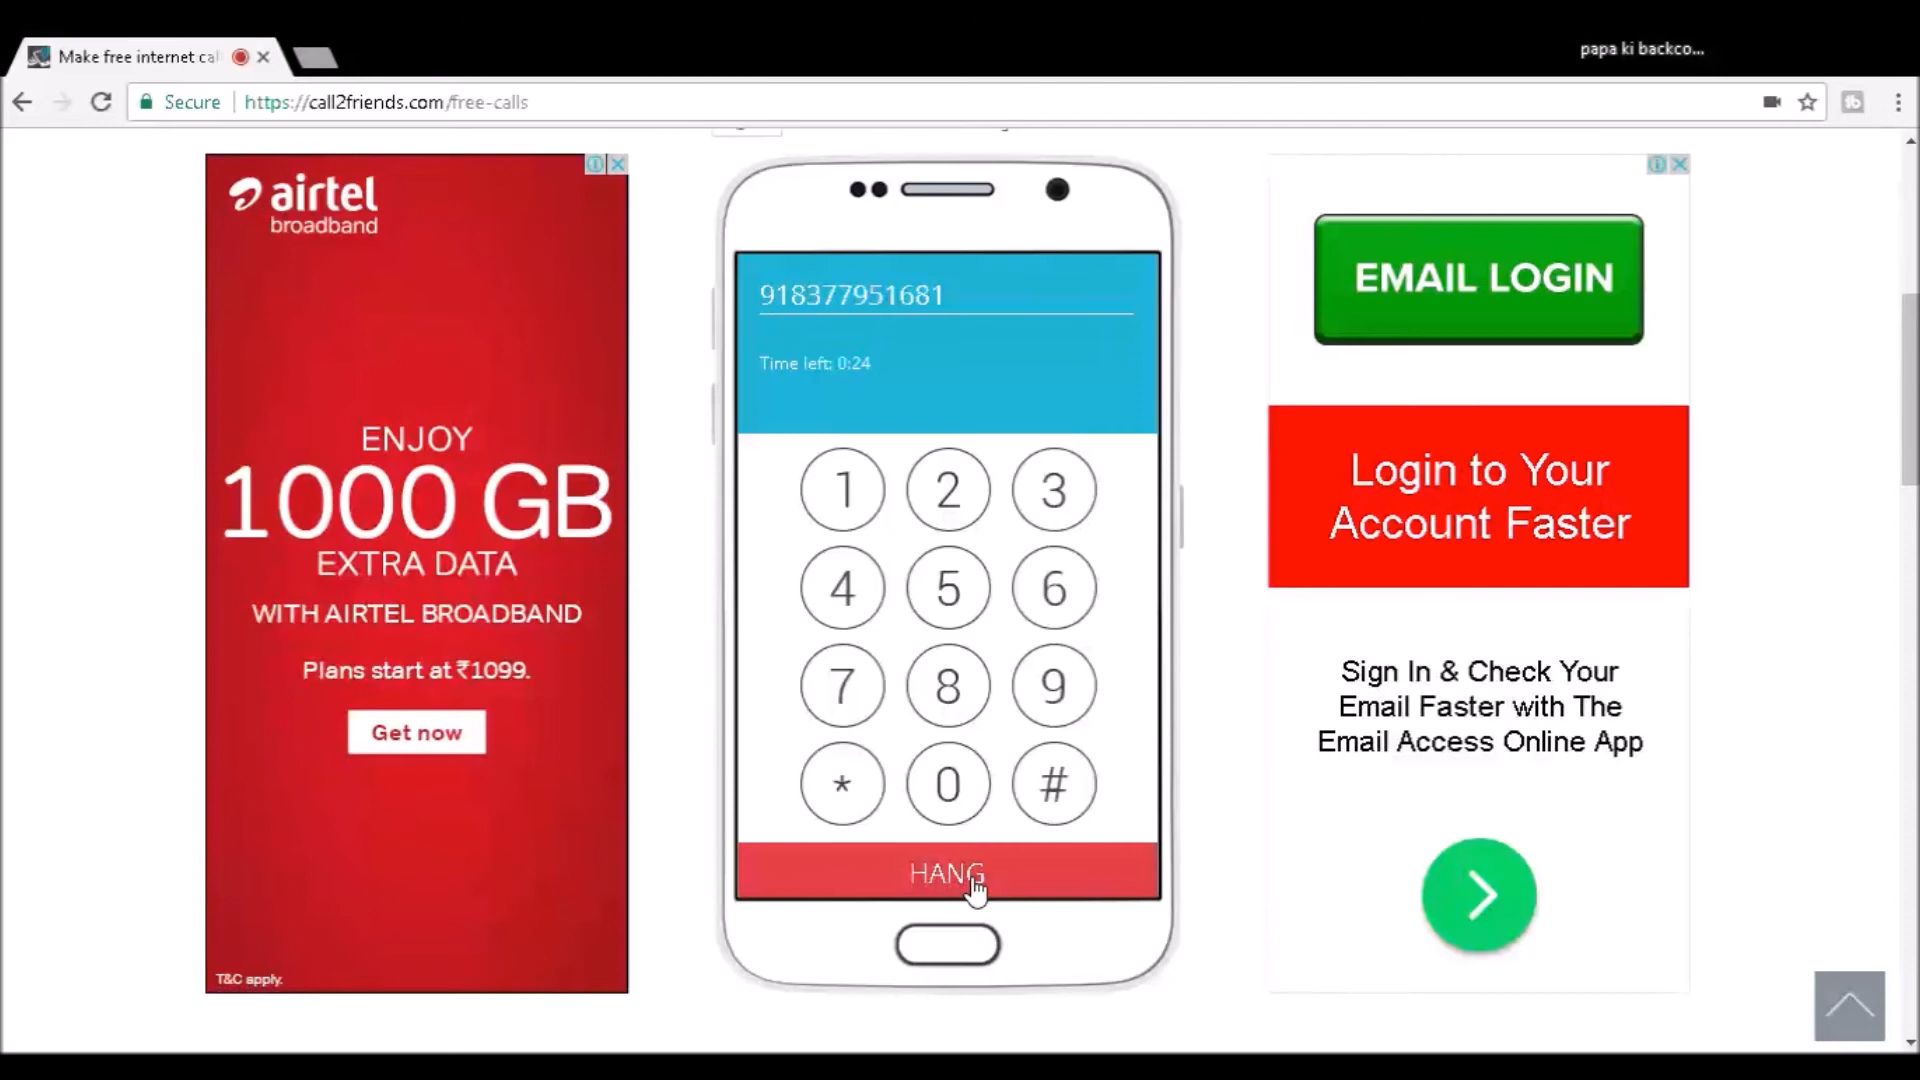 Make free internet cal
papa ki backco...
Secure
https://call2friends.com/free-calls
airtel
broadband
ENJOY
1000 GB
EXTRA DATA
WITH AIRTEL BROADBAND
Plans start at ₹1099.
Get now
T&C apply.
918377951681
Time left: 0:24
1 2 3
4 5 6
7 8 9
* 0 #
HANG
EMAIL LOGIN
Login to Your
Account Faster
Sign In & Check Your
Email Faster with The
Email Access Online App